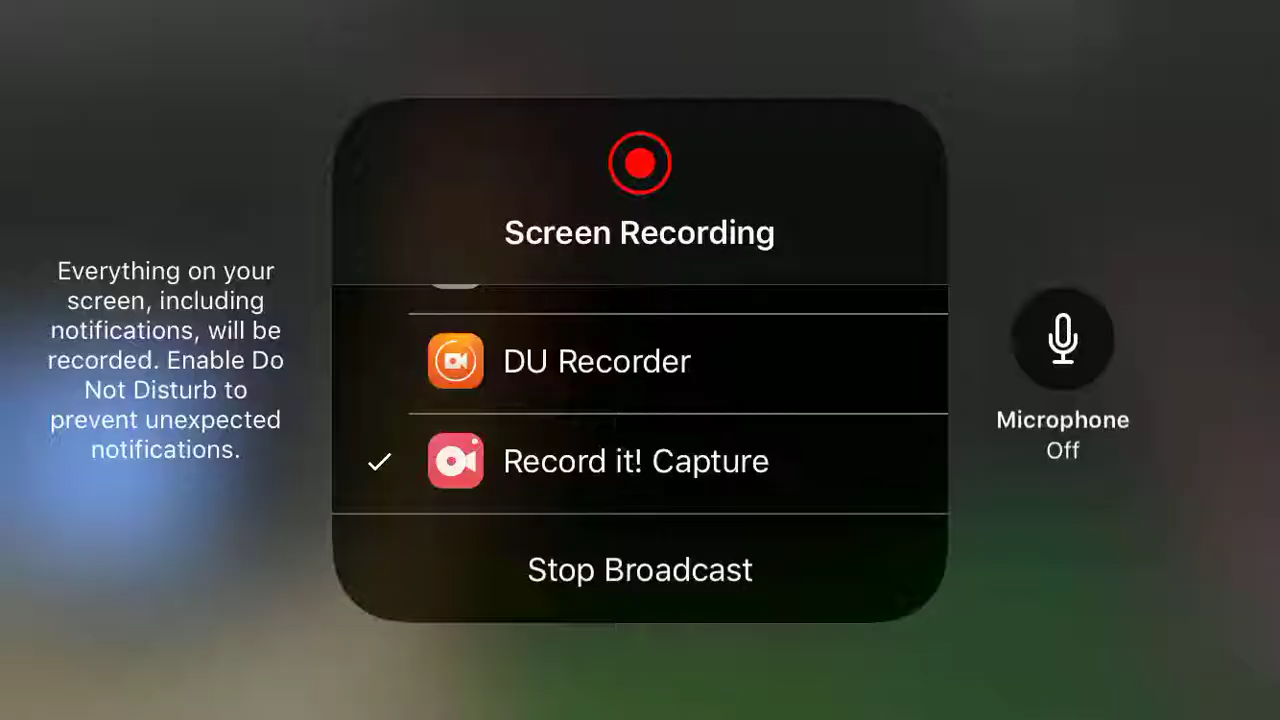 Screen Recording
Everything on your
screen, including
notifications, will be
recorded. Enable Do
Not Disturb to
prevent unexpected
notifications.
DU Recorder
Record it! Capture
Stop Broadcast
Microphone
Off